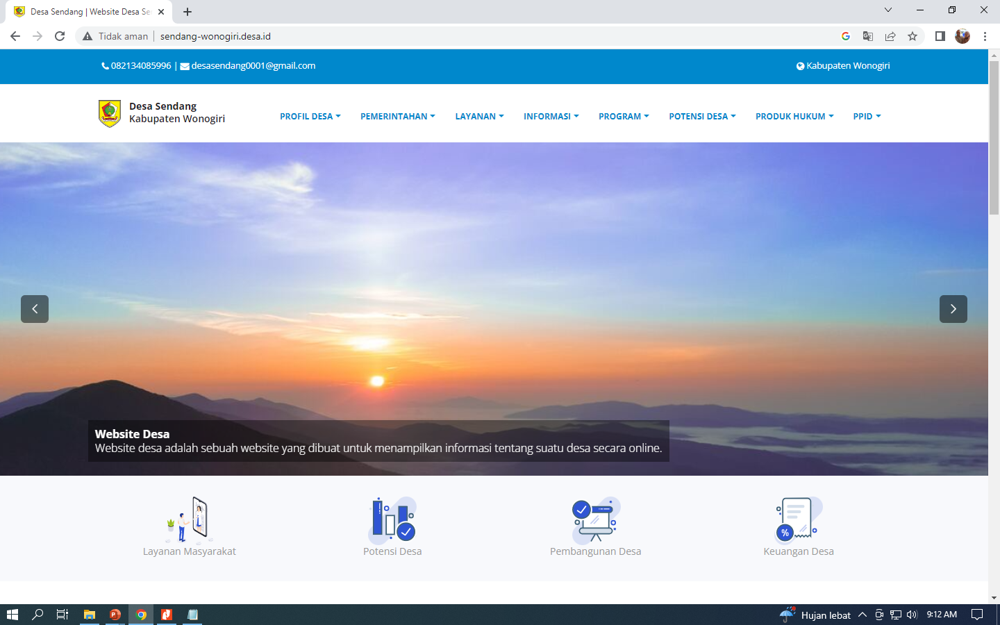 Desa Sendang | Website Desa Se
Tidak aman
sendang-wonogiri.desa.id
082134085996 | desasendang0001@gmail.com
Kabupaten Wonogiri
Desa Sendang
Kabupaten Wonogiri
PROFIL DESA
PEMERINTAHAN
LAYANAN
INFORMASI
PROGRAM
POTENSI DESA
PRODUK HUKUM
PPID
Website Desa
Website desa adalah sebuah website yang dibuat untuk menampilkan informasi tentang suatu desa secara online.
Layanan Masyarakat
Potensi Desa
Pembangunan Desa
Keuangan Desa
Hujan lebat
9:12 AM